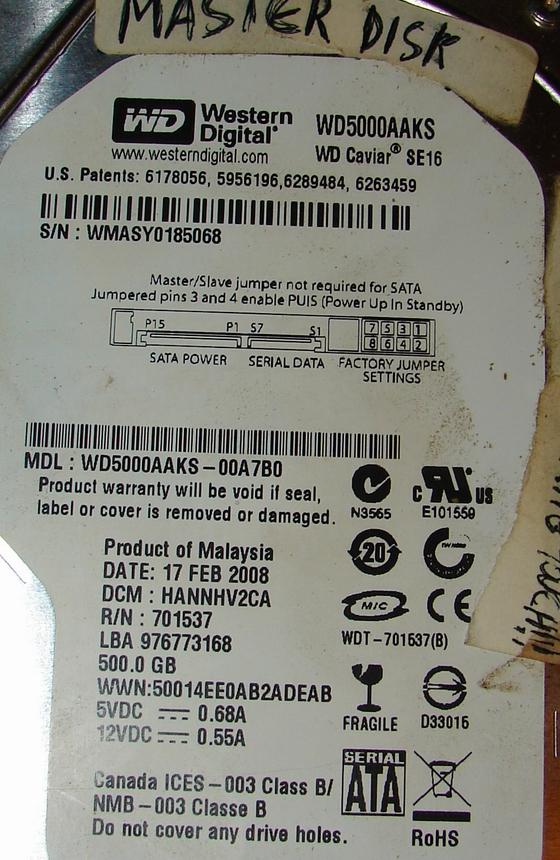 MASTER DISK
WD Western Digital WD5000AAKS
www.westerndigital.com WD Caviar® SE16
U.S. Patents: 6178056, 5956196,6289484, 6263459
S/N : WMASY0185068
Master/Slave jumper not required for SATA
Jumpered pins 3 and 4 enable PUIS (Power Up In Standby)
P15 P1 S7 S1 7 5 3 1
8 6 4 2
SATA POWER SERIAL DATA FACTORY JUMPER SETTINGS
MDL : WD5000AAKS-00A7B0
Product warranty will be void if seal,
label or cover is removed or damaged.
N3565 c RU US E101559
20
MIC CE
WDT-701537(B)
Product of Malaysia
DATE: 17 FEB 2008
DCM : HANNHV2CA
R/N : 701537
LBA 976773168
500.0 GB
WWN:50014EE0AB2ADEAB
5VDC 0.68A
12VDC 0.55A
FRAGILE D33016
Canada ICES-003 Class B/
NMB-003 Classe B
Do not cover any drive holes.
SERIAL
ATA
RoHS